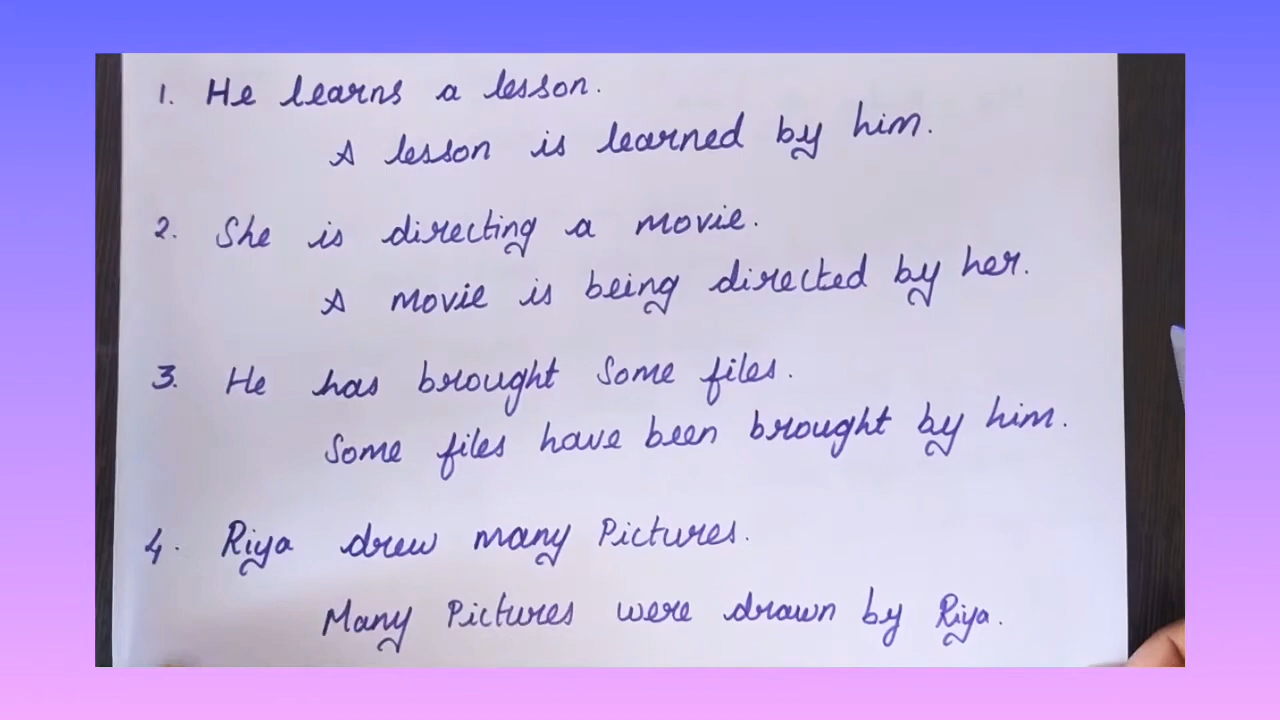 1. He learns a lesson.
A lesson is learned by him.
2. She is directing a movie.
A movie is being directed by her.
3. He has brought Some files.
Some files have been brought by him.
4. Riya drew many Pictures.
Many Pictures were drawn by Riya.